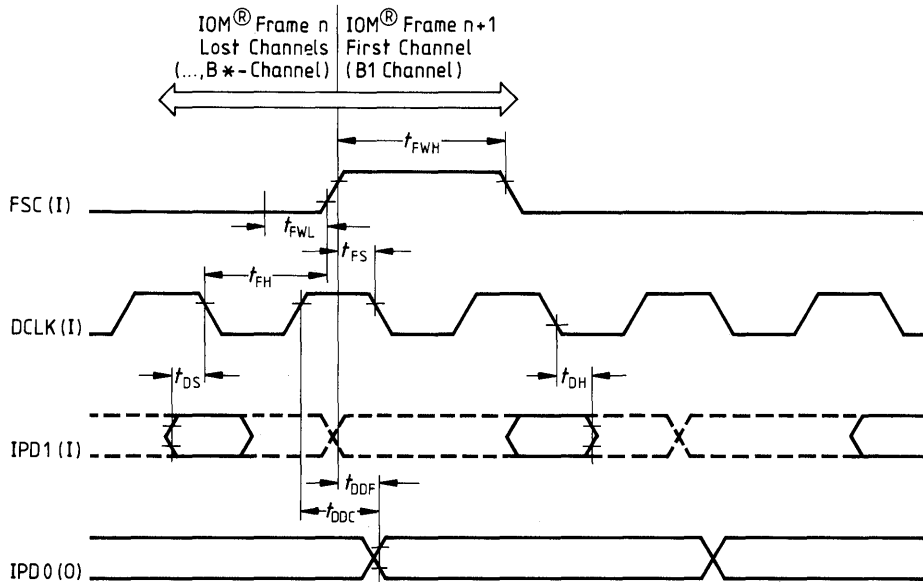 IOM® Frame n
Lost Channels
(...,B*-Channel)
IOM® Frame n+1
First Channel
(B1 Channel)
tFWH
FSC(I)
tFWL
tFS
tFH
DCLK(I)
tDS
tDH
IPD1(I)
tDDF
tDDC
IPD0(O)